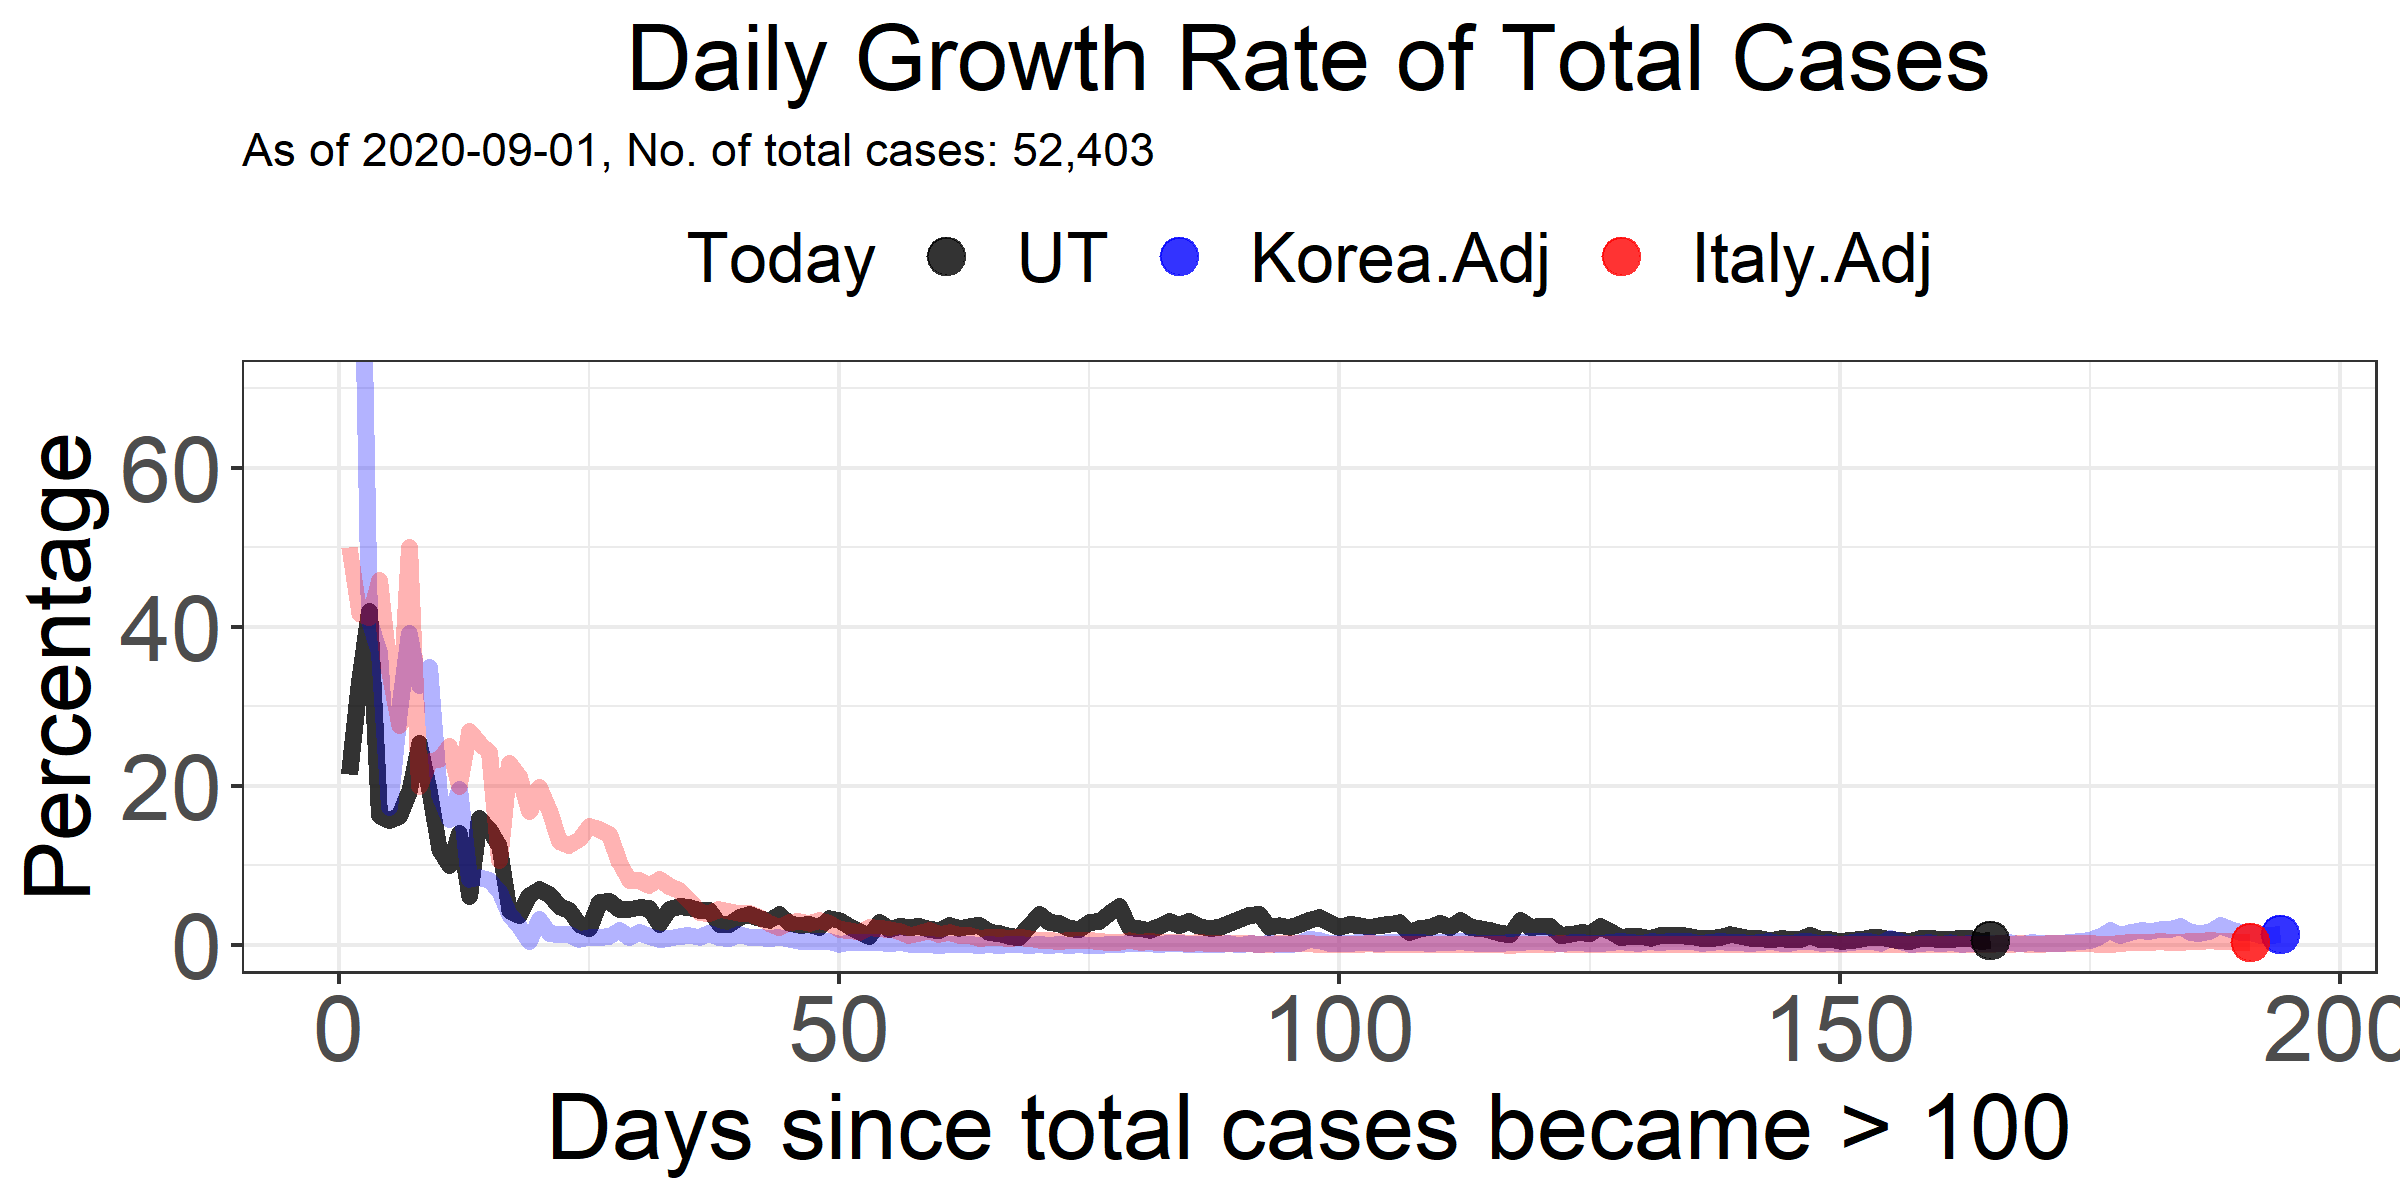 Daily Growth Rate of Total Cases
As of 2020-09-01, No. of total cases: 52,403
Today UT Korea.Adj Italy.Adj
Percentage
60
40
20
0
0 50 100 150 200
Days since total cases became > 100